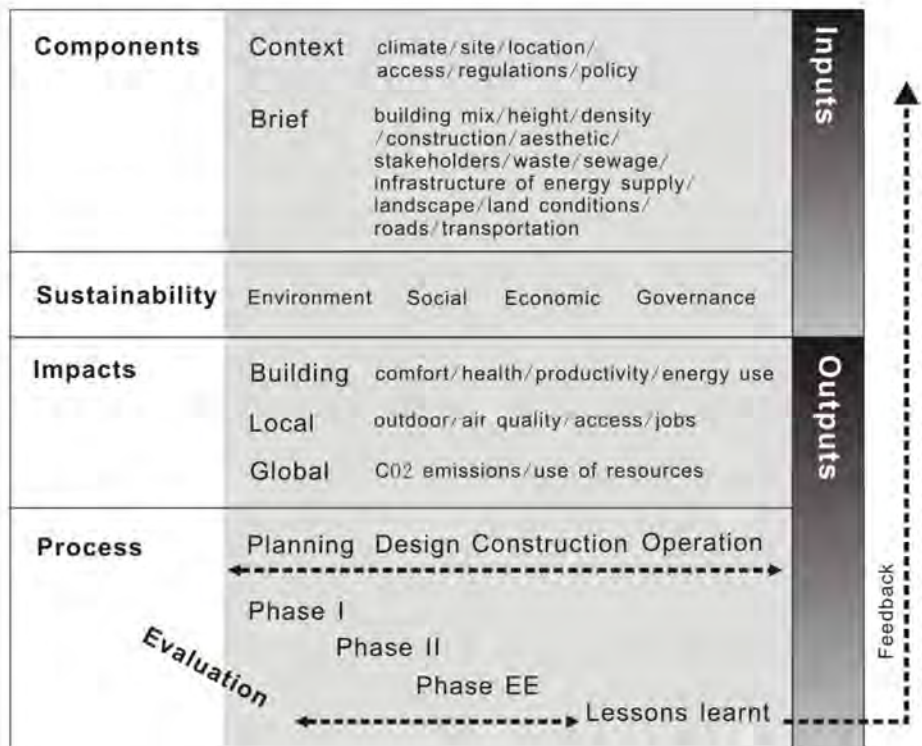 Components
Context
climate/site/location/
access/regulations/policy
Brief
building mix/height/density
/construction/aesthetic/
stakeholders/waste/sewage/
infrastructure of energy supply/
landscape/land conditions/
roads/transportation
Inputs
Sustainability
Environment Social Economic Governance
Impacts
Building
comfort/health/productivity/energy use
Local
outdoor/air quality/access/jobs
Global
C02 emissions/use of resources
Outputs
Process
Planning Design Construction Operation
Phase I
Phase II
Phase EE
Evaluation
Lessons learnt
Feedback